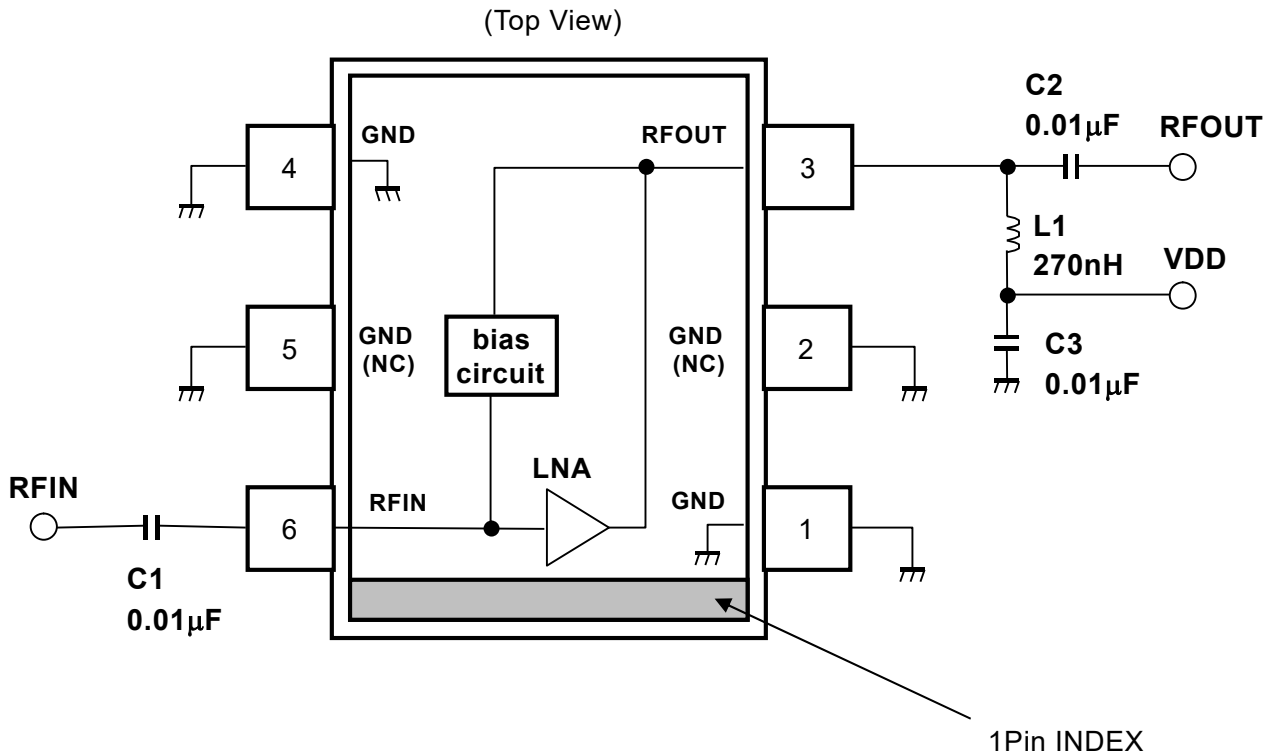 (Top View)
4
GND
RFOUT
3
C2
0.01μF
RFOUT
L1
270nH
VDD
5
GND
(NC)
bias
circuit
GND
(NC)
2
C3
0.01μF
RFIN
C1
0.01μF
6
RFIN
LNA
GND
1
1Pin INDEX